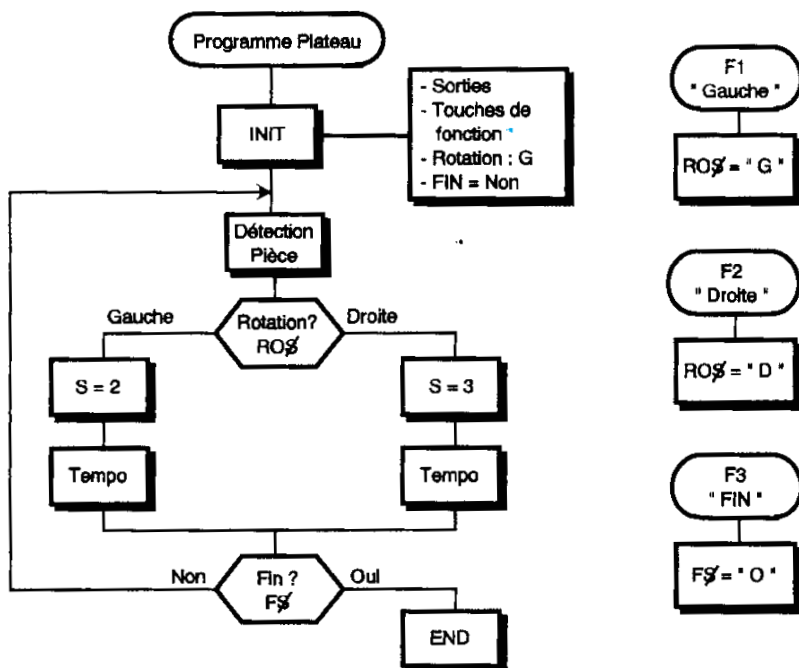 Programme Plateau
INIT
- Sorties
- Touches de
fonction
- Rotation : G
- FIN = Non
Détection
Pièce
Gauche
Rotation?
RO$
Droite
S = 2
S = 3
Tempo
Tempo
Non
Fin ?
F$
Oui
END
F1
" Gauche "
RO$ = " G "
F2
" Droite "
RO$ = " D "
F3
" FIN "
F$ = " O "